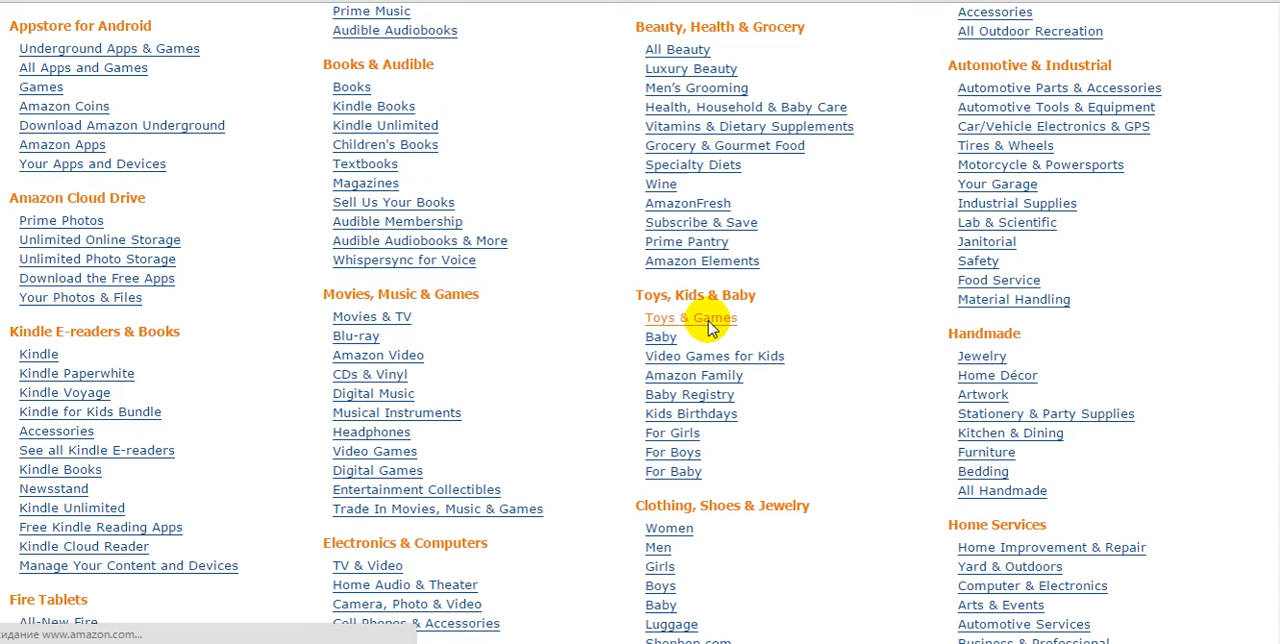 Appstore for Android
Underground Apps & Games
All Apps and Games
Games
Amazon Coins
Download Amazon Underground
Amazon Apps
Your Apps and Devices
Amazon Cloud Drive
Prime Photos
Unlimited Online Storage
Unlimited Photo Storage
Download the Free Apps
Your Photos & Files
Kindle E-readers & Books
Kindle
Kindle Paperwhite
Kindle Voyage
Kindle for Kids Bundle
Accessories
See all Kindle E-readers
Kindle Books
Newsstand
Kindle Unlimited
Free Kindle Reading Apps
Kindle Cloud Reader
Manage Your Content and Devices
Fire Tablets
All-New Fire
Prime Music
Audible Audiobooks
Books & Audible
Books
Kindle Books
Kindle Unlimited
Children's Books
Textbooks
Magazines
Sell Us Your Books
Audible Membership
Audible Audiobooks & More
Whispersync for Voice
Movies, Music & Games
Movies & TV
Blu-ray
Amazon Video
CDs & Vinyl
Digital Music
Musical Instruments
Headphones
Video Games
Digital Games
Entertainment Collectibles
Trade In Movies, Music & Games
Electronics & Computers
TV & Video
Home Audio & Theater
Camera, Photo & Video
Cell Phones & Accessories
Beauty, Health & Grocery
All Beauty
Luxury Beauty
Men’s Grooming
Health, Household & Baby Care
Vitamins & Dietary Supplements
Grocery & Gourmet Food
Specialty Diets
Wine
AmazonFresh
Subscribe & Save
Prime Pantry
Amazon Elements
Toys, Kids & Baby
Toys & Games
Baby
Video Games for Kids
Amazon Family
Baby Registry
Kids Birthdays
For Girls
For Boys
For Baby
Clothing, Shoes & Jewelry
Women
Men
Girls
Boys
Baby
Luggage
Shopbop.com
Accessories
All Outdoor Recreation
Automotive & Industrial
Automotive Parts & Accessories
Automotive Tools & Equipment
Car/Vehicle Electronics & GPS
Tires & Wheels
Motorcycle & Powersports
Your Garage
Industrial Supplies
Lab & Scientific
Janitorial
Safety
Food Service
Material Handling
Handmade
Jewelry
Home Décor
Artwork
Stationery & Party Supplies
Kitchen & Dining
Furniture
Bedding
All Handmade
Home Services
Home Improvement & Repair
Yard & Outdoors
Computer & Electronics
Arts & Events
Automotive Services
Business & Professional
идание www.amazon.com...